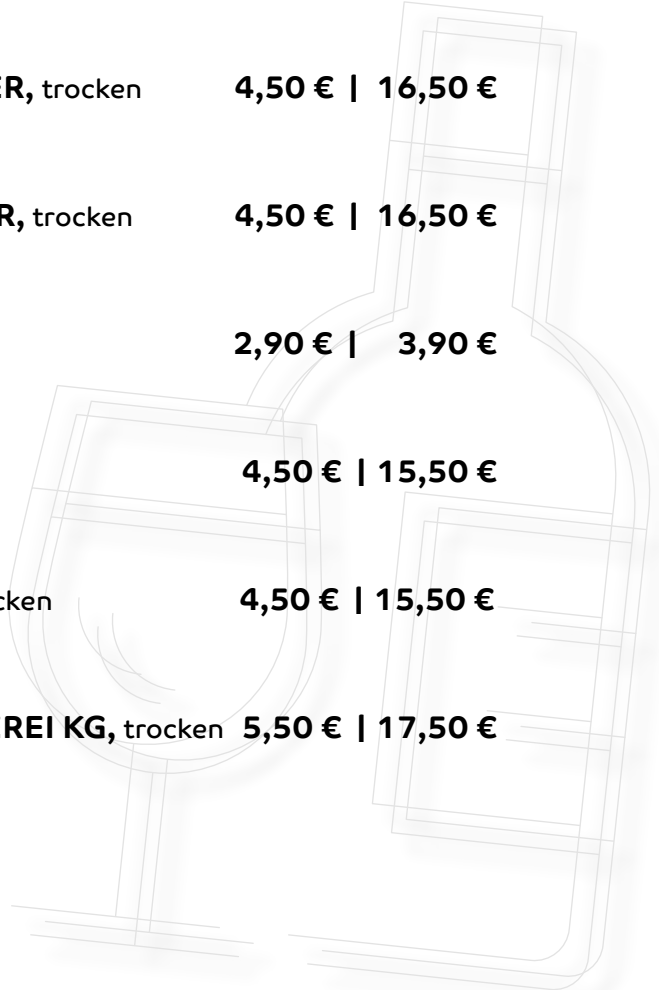 ER, trocken 4,50 € | 16,50 €
R, trocken 4,50 € | 16,50 €
2,90 € | 3,90 €
4,50 € | 15,50 €
cken 4,50 € | 15,50 €
EREI KG, trocken 5,50 € | 17,50 €